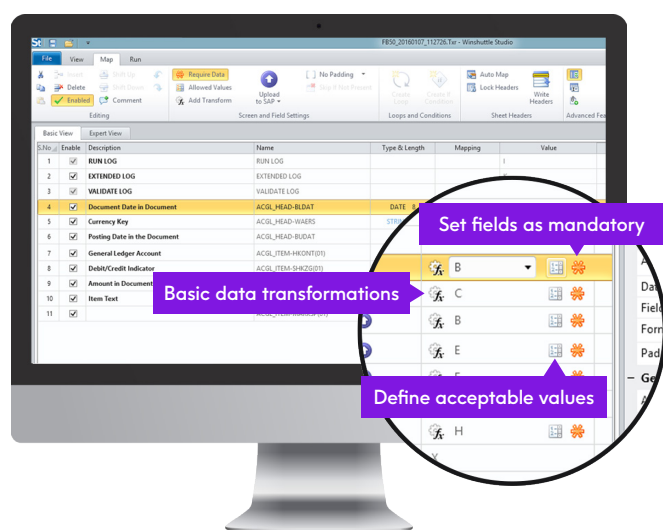 St FB50_20160107_112726.Txr - Winshuttle Studio
File View Map Run
Insert Shift Up Require Data No Padding Auto Map
Delete Shift Down Allowed Values Upload to SAP Skip If Not Present Create Loop Create If Condition Lock Headers Write Headers
Enabled Comment Add Transform
Editing Screen and Field Settings Loops and Conditions Sheet Headers Advanced Fea
Basic View Expert View
S.No Enable Description Name Type & Length Mapping Value
1 RUN LOG RUN LOG I
2 EXTENDED LOG EXTENDED LOG
3 VALIDATE LOG VALIDATE LOG
4 Document Date in Document ACGL_HEAD-BLDAT DATE 8
5 Currency Key ACGL_HEAD-WAERS
6 Posting Date in the Document ACGL_HEAD-BUDAT
7 General Ledger Account ACGL_ITEM-HKONT(01)
8 Debit/Credit Indicator ACGL_ITEM-SHKZG(01)
9 Amount in Document
10 Item Text
11
Set fields as mandatory
B
Basic data transformations
C
B
E
Define acceptable values
H
X
Field
Form
Pad
Ge